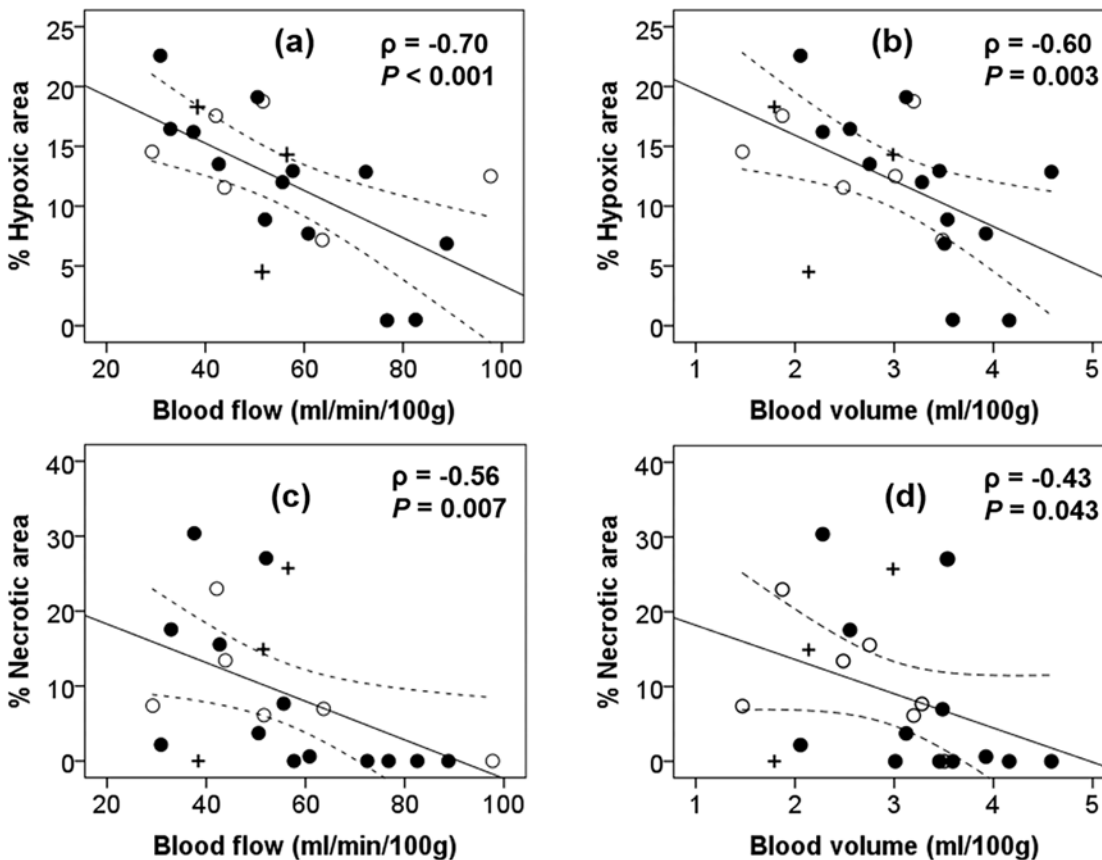 (a)
ρ = -0.70
P < 0.001
% Hypoxic area
25
20
15
10
5
0
20 40 60 80 100
Blood flow (ml/min/100g)
(b)
ρ = -0.60
P = 0.003
% Hypoxic area
25
20
15
10
5
0
1 2 3 4 5
Blood volume (ml/100g)
(c)
ρ = -0.56
P = 0.007
% Necrotic area
40
30
20
10
0
20 40 60 80 100
Blood flow (ml/min/100g)
(d)
ρ = -0.43
P = 0.043
% Necrotic area
40
30
20
10
0
1 2 3 4 5
Blood volume (ml/100g)